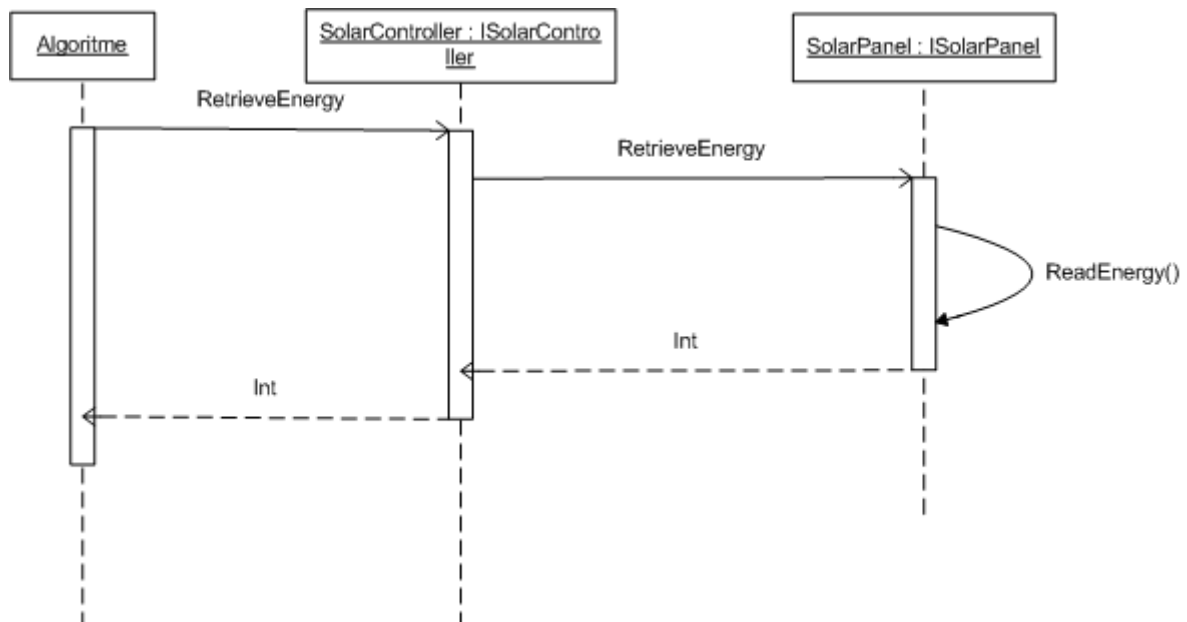 Algoritme
SolarController : ISolarContro
ller
SolarPanel : ISolarPanel
RetrieveEnergy
RetrieveEnergy
ReadEnergy()
Int
Int